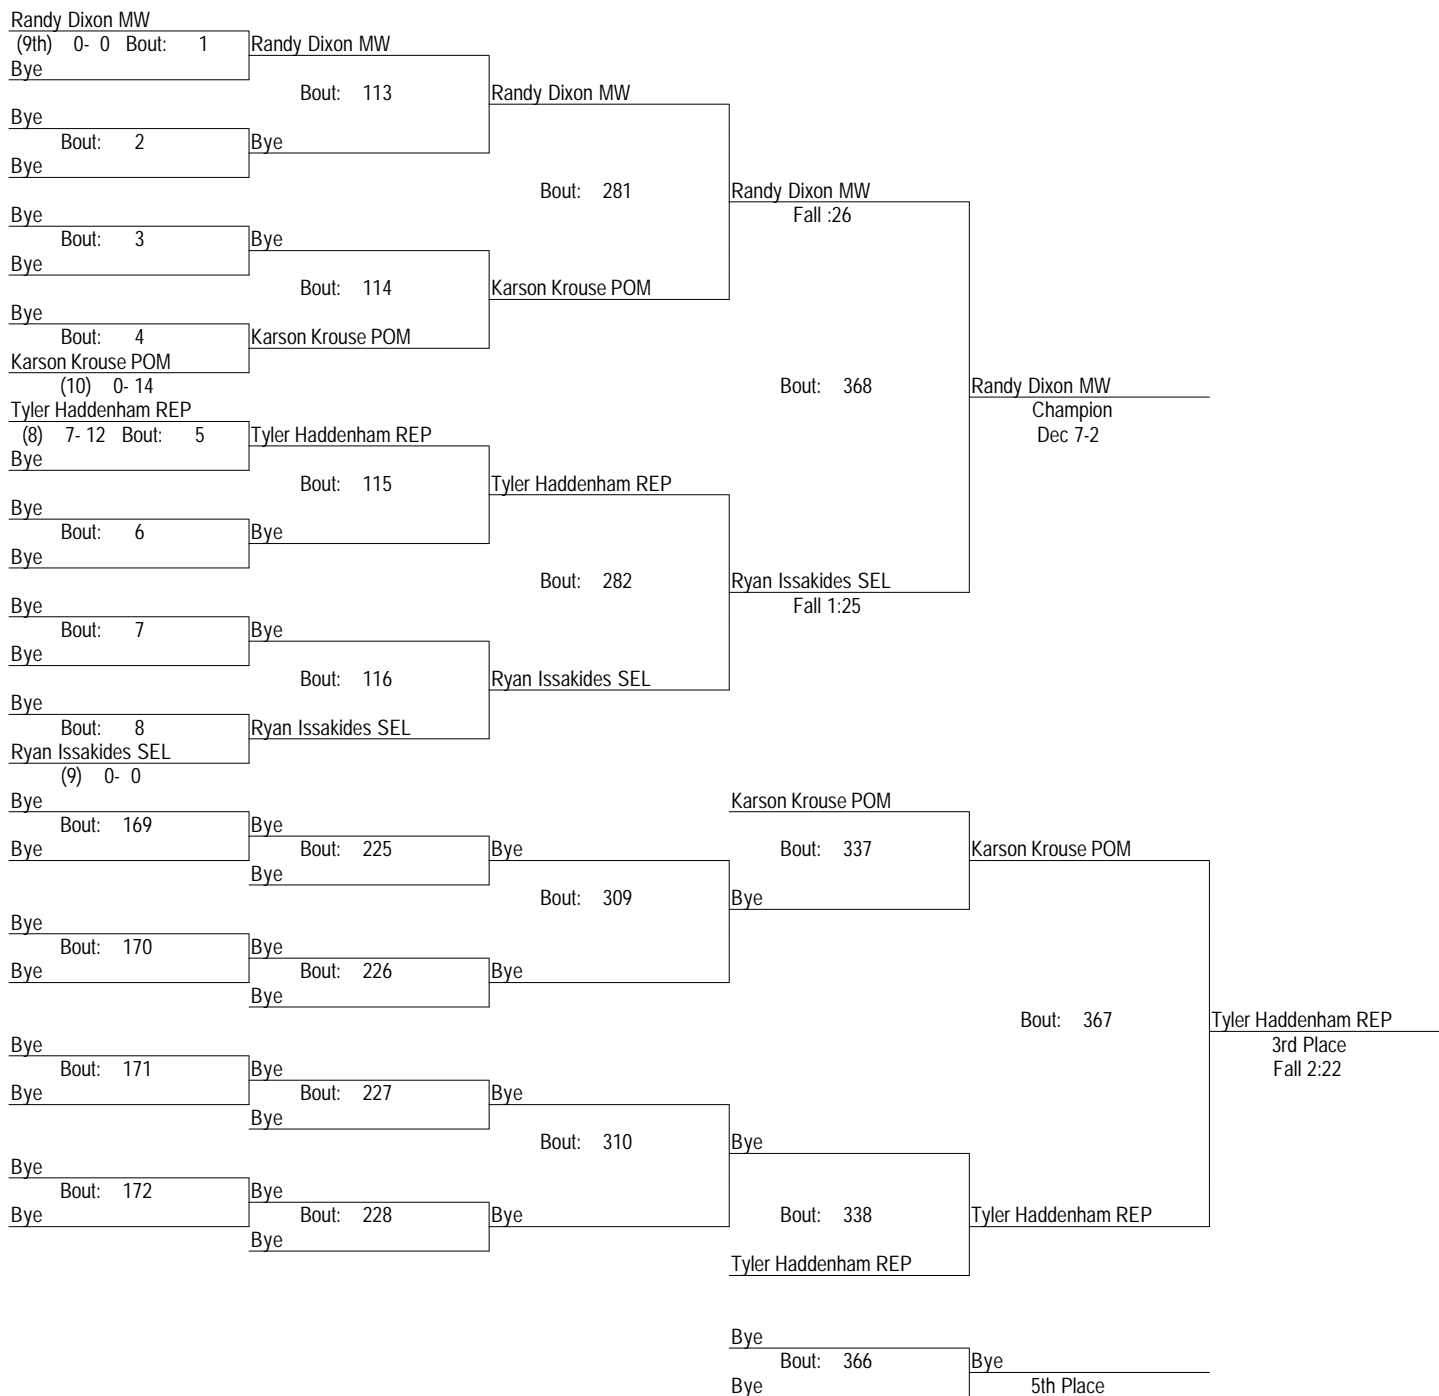 Randy Dixon MW
(9th) 0- 0 Bout: 1 Randy Dixon MW
Bye
Bout: 113 Randy Dixon MW
Bye
Bout: 2 Bye
Bye
Bout: 281 Randy Dixon MW
Bye Fall :26
Bout: 3 Bye
Bye
Bout: 114 Karson Krouse POM
Bye
Bout: 4 Karson Krouse POM
Karson Krouse POM
(10) 0- 14 Bout: 368 Randy Dixon MW
Tyler Haddenham REP Champion
(8) 7- 12 Bout: 5 Tyler Haddenham REP Dec 7-2
Bye
Bout: 115 Tyler Haddenham REP
Bye
Bout: 6 Bye
Bye
Bout: 282 Ryan Issakides SEL
Bye Fall 1:25
Bout: 7 Bye
Bye
Bout: 116 Ryan Issakides SEL
Bye
Bout: 8 Ryan Issakides SEL
Ryan Issakides SEL
(9) 0- 0
Bye Karson Krouse POM
Bout: 169 Bye
Bye Bout: 225 Bye Bout: 337 Karson Krouse POM
Bye
Bout: 309 Bye
Bye
Bout: 170 Bye
Bye Bout: 226 Bye
Bye
Bout: 367 Tyler Haddenham REP
Bye 3rd Place
Bout: 171 Bye Fall 2:22
Bye Bout: 227 Bye
Bye
Bout: 310 Bye
Bye
Bout: 172 Bye
Bye Bout: 228 Bye Bout: 338 Tyler Haddenham REP
Bye
Tyler Haddenham REP
Bye
Bout: 366 Bye
Bye 5th Place